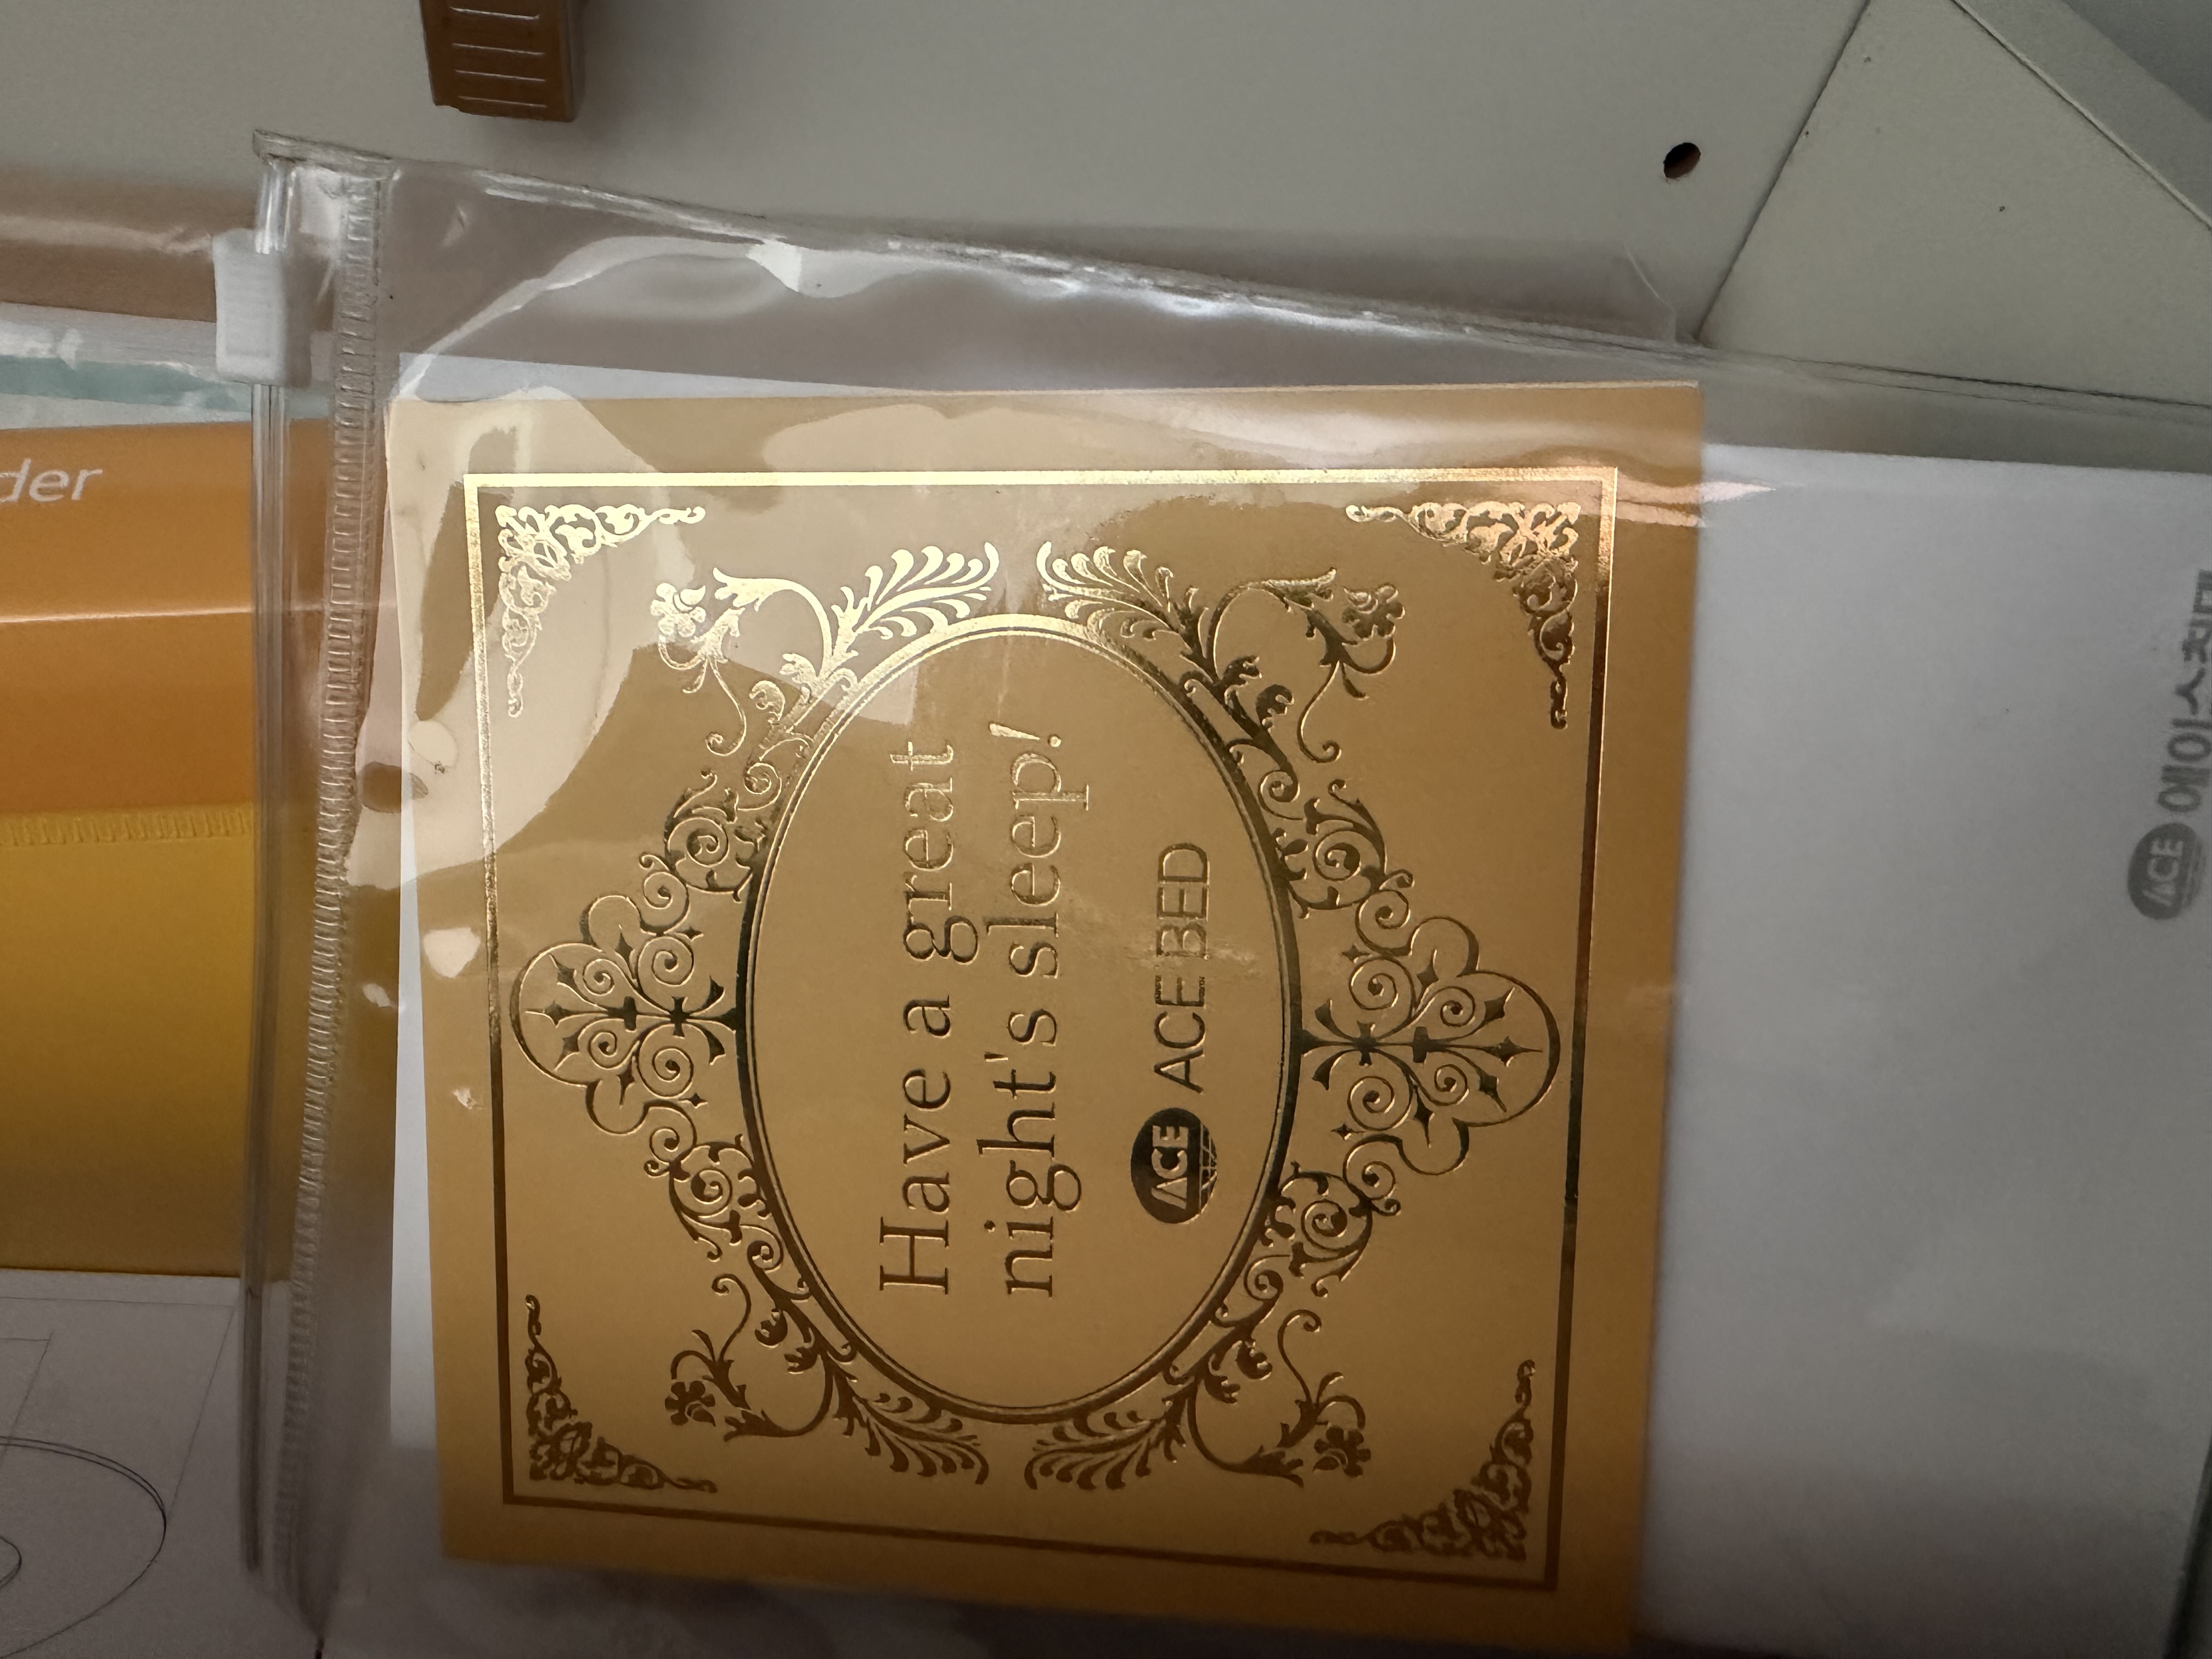 Have a great
night's sleep!
ACE ACE BED
ACE 에이스침대
der